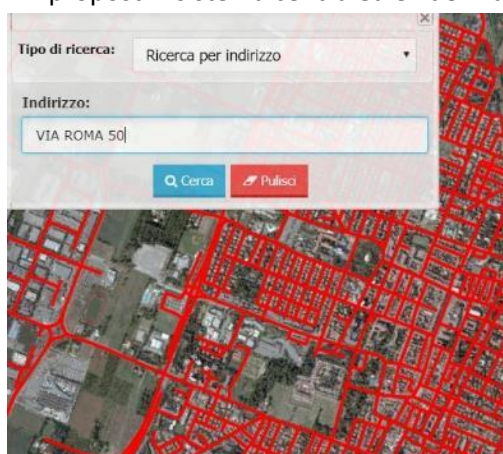 Tipo di ricerca:
Ricerca per indirizzo
Indirizzo:
VIA ROMA 50
Cerca
Pulisci